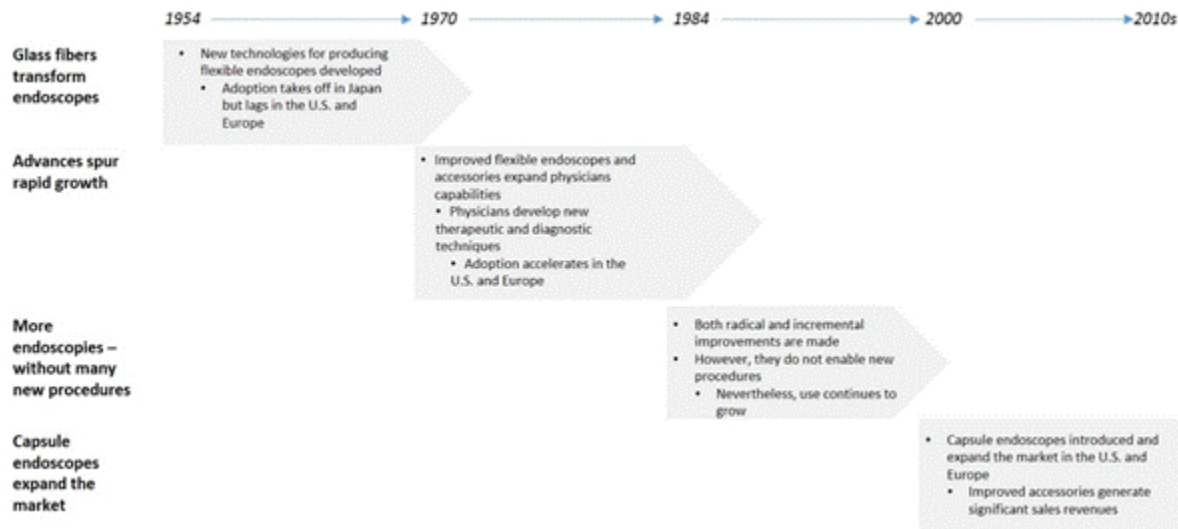 1954 1970 1984 2000 2010s
Glass fibers
transform
endoscopes
• New technologies for producing
flexible endoscopes developed
• Adoption takes off in Japan
but lags in the U.S. and
Europe
Advances spur
rapid growth
• Improved flexible endoscopes and
accessories expand physicians
capabilities
• Physicians develop new
therapeutic and diagnostic
techniques
• Adoption accelerates in the
U.S. and Europe
More
endoscopies –
without many
new procedures
• Both radical and incremental
improvements are made
• However, they do not enable new
procedures
• Nevertheless, use continues to
grow
Capsule
endoscopes
expand the
market
• Capsule endoscopes introduced and
expand the market in the U.S. and
Europe
• Improved accessories generate
significant sales revenues